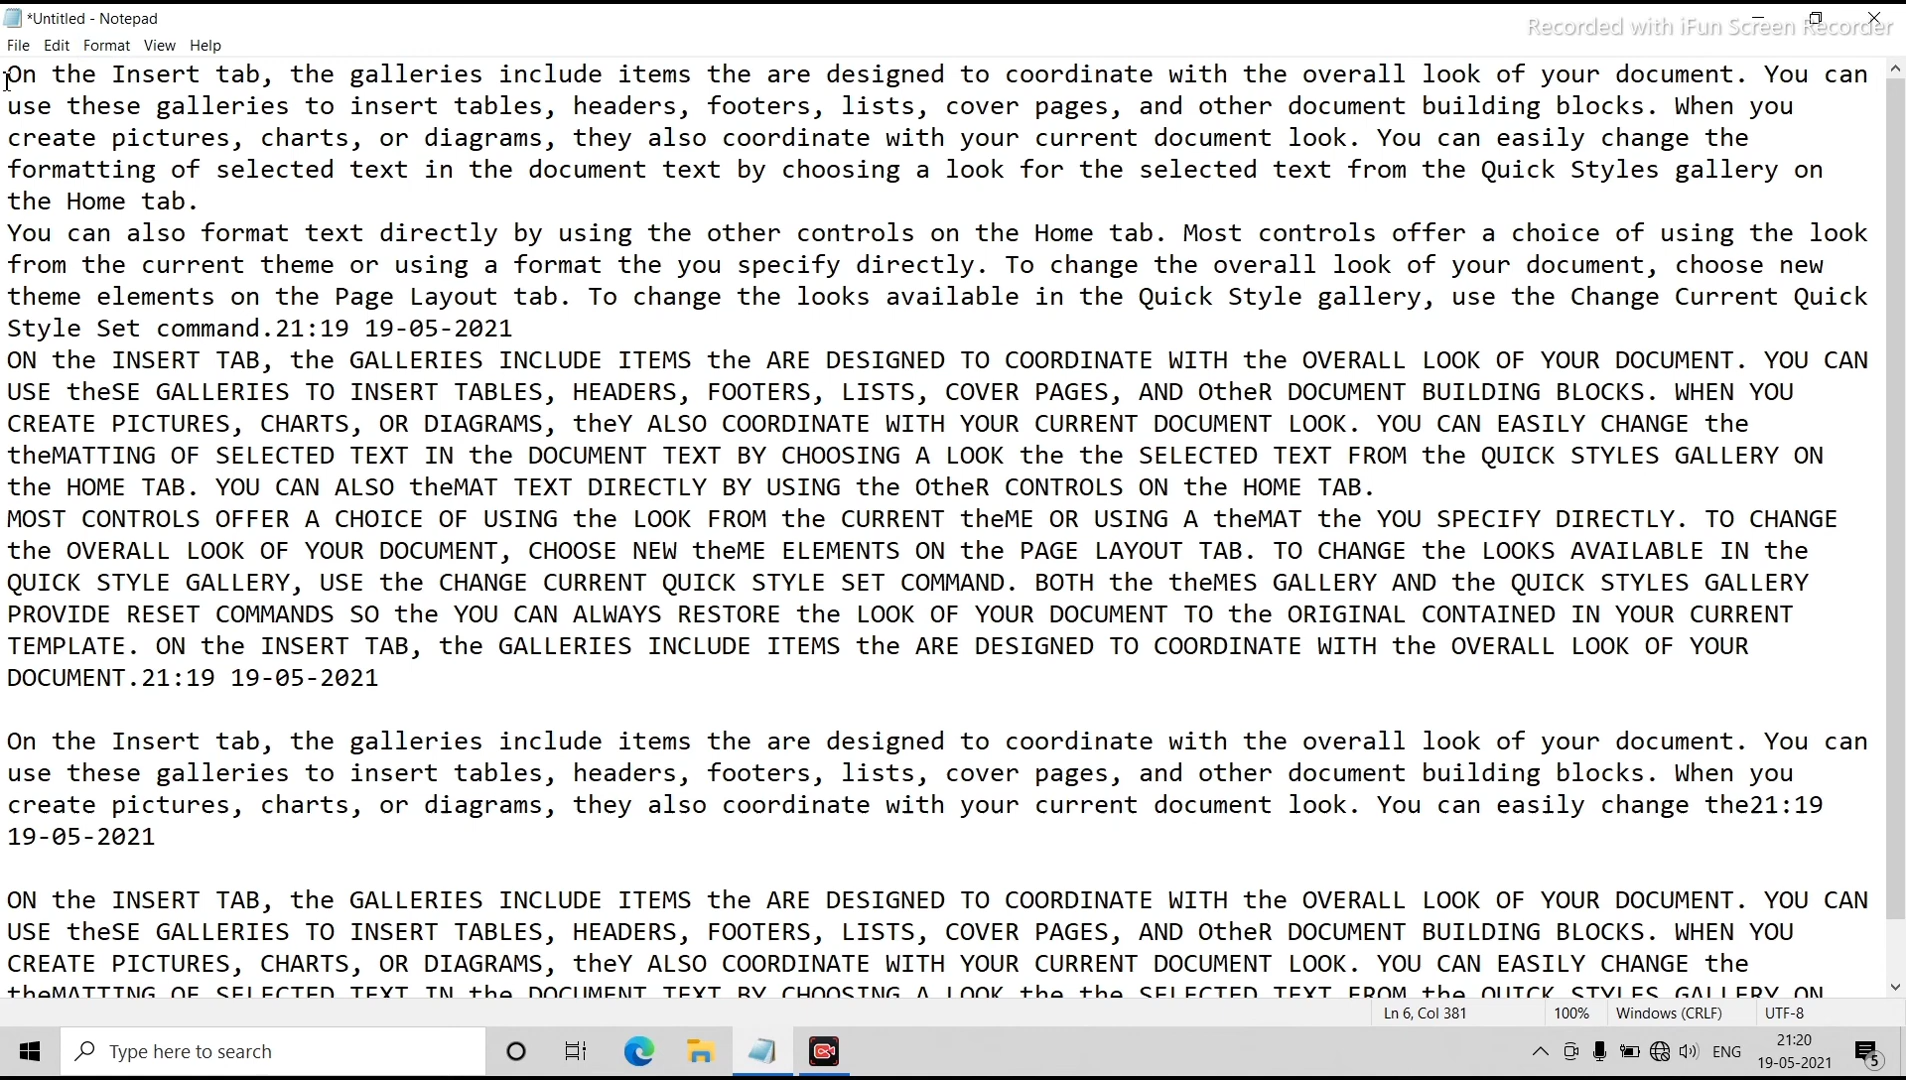 *Untitled - Notepad
Recorded with iFun Screen Recorder
File Edit Format View Help
On the Insert tab, the galleries include items the are designed to coordinate with the overall look of your document. You can
use these galleries to insert tables, headers, footers, lists, cover pages, and other document building blocks. When you
create pictures, charts, or diagrams, they also coordinate with your current document look. You can easily change the
formatting of selected text in the document text by choosing a look for the selected text from the Quick Styles gallery on
the Home tab.
You can also format text directly by using the other controls on the Home tab. Most controls offer a choice of using the look
from the current theme or using a format the you specify directly. To change the overall look of your document, choose new
theme elements on the Page Layout tab. To change the looks available in the Quick Style gallery, use the Change Current Quick
Style Set command.21:19 19-05-2021
ON the INSERT TAB, the GALLERIES INCLUDE ITEMS the ARE DESIGNED TO COORDINATE WITH the OVERALL LOOK OF YOUR DOCUMENT. YOU CAN
USE theSE GALLERIES TO INSERT TABLES, HEADERS, FOOTERS, LISTS, COVER PAGES, AND OtheR DOCUMENT BUILDING BLOCKS. WHEN YOU
CREATE PICTURES, CHARTS, OR DIAGRAMS, theY ALSO COORDINATE WITH YOUR CURRENT DOCUMENT LOOK. YOU CAN EASILY CHANGE the
theMATTING OF SELECTED TEXT IN the DOCUMENT TEXT BY CHOOSING A LOOK the the SELECTED TEXT FROM the QUICK STYLES GALLERY ON
the HOME TAB. YOU CAN ALSO theMAT TEXT DIRECTLY BY USING the OtheR CONTROLS ON the HOME TAB.
MOST CONTROLS OFFER A CHOICE OF USING the LOOK FROM the CURRENT theME OR USING A theMAT the YOU SPECIFY DIRECTLY. TO CHANGE
the OVERALL LOOK OF YOUR DOCUMENT, CHOOSE NEW theME ELEMENTS ON the PAGE LAYOUT TAB. TO CHANGE the LOOKS AVAILABLE IN the
QUICK STYLE GALLERY, USE the CHANGE CURRENT QUICK STYLE SET COMMAND. BOTH the theMES GALLERY AND the QUICK STYLES GALLERY
PROVIDE RESET COMMANDS SO the YOU CAN ALWAYS RESTORE the LOOK OF YOUR DOCUMENT TO the ORIGINAL CONTAINED IN YOUR CURRENT
TEMPLATE. ON the INSERT TAB, the GALLERIES INCLUDE ITEMS the ARE DESIGNED TO COORDINATE WITH the OVERALL LOOK OF YOUR
DOCUMENT.21:19 19-05-2021
On the Insert tab, the galleries include items the are designed to coordinate with the overall look of your document. You can
use these galleries to insert tables, headers, footers, lists, cover pages, and other document building blocks. When you
create pictures, charts, or diagrams, they also coordinate with your current document look. You can easily change the21:19
19-05-2021
ON the INSERT TAB, the GALLERIES INCLUDE ITEMS the ARE DESIGNED TO COORDINATE WITH the OVERALL LOOK OF YOUR DOCUMENT. YOU CAN
USE theSE GALLERIES TO INSERT TABLES, HEADERS, FOOTERS, LISTS, COVER PAGES, AND OtheR DOCUMENT BUILDING BLOCKS. WHEN YOU
CREATE PICTURES, CHARTS, OR DIAGRAMS, theY ALSO COORDINATE WITH YOUR CURRENT DOCUMENT LOOK. YOU CAN EASILY CHANGE the
theMATTING OF SELECTED TEXT IN the DOCUMENT TEXT BY CHOOSING A LOOK the the SELECTED TEXT FROM the QUICK STYLES GALLERY ON
Ln 6, Col 381 100% Windows (CRLF) UTF-8
Type here to search
ENG
21:20
19-05-2021
5